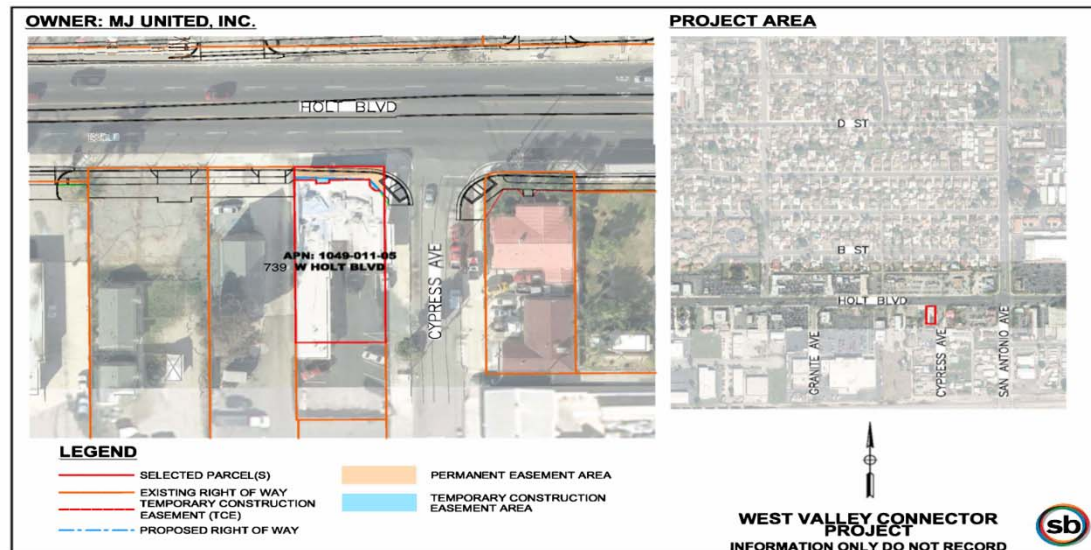 OWNER: MJ UNITED, INC.
PROJECT AREA
HOLT BLVD
APN: 1049-011-05
739 W HOLT BLVD
CYPRESS AVE
D ST
B ST
HOLT BLVD
GRANITE AVE
CYPRESS AVE
SAN ANTONIO AVE
LEGEND
SELECTED PARCEL(S)
EXISTING RIGHT OF WAY
TEMPORARY CONSTRUCTION
EASEMENT (TCE)
PROPOSED RIGHT OF WAY
PERMANENT EASEMENT AREA
TEMPORARY CONSTRUCTION
EASEMENT AREA
WEST VALLEY CONNECTOR
PROJECT
INFORMATION ONLY DO NOT RECORD
sb